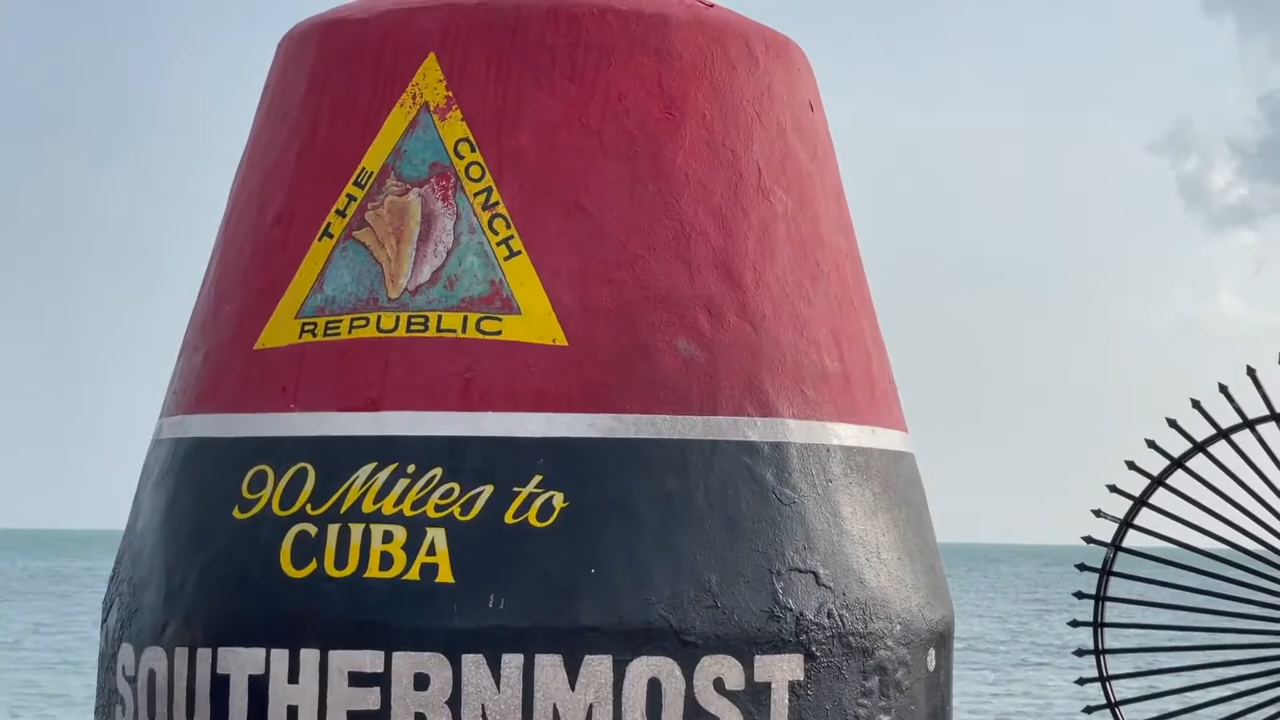 THE CONCH
REPUBLIC
90 Miles to
CUBA
SOUTHERNMOST